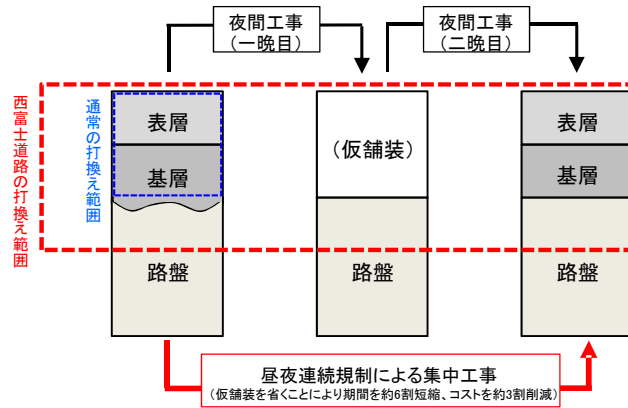 夜間工事
(一晩目)
夜間工事
(二晩目)
西富士道路の打換え範囲
通常の打換え範囲
表層
基層
路盤
(仮舗装)
路盤
表層
基層
路盤
昼夜連続規制による集中工事
(仮舗装を省くことにより期間を約6割短縮、コストを約3割削減)